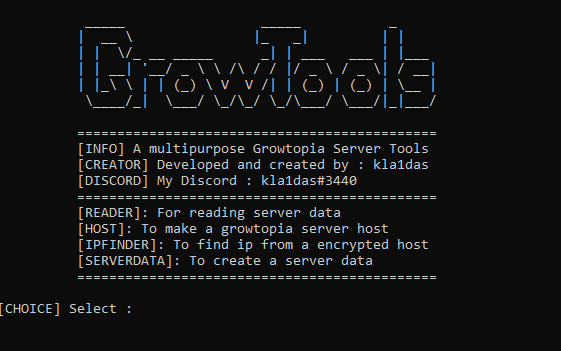 GrowTools
===========================================
[INFO] A multipurpose Growtopia Server Tools
[CREATOR] Developed and created by : kla1das
[DISCORD] My Discord : kla1das#3440
===========================================
[READER]: For reading server data
[HOST]: To make a growtopia server host
[IPFINDER]: To find ip from a encrypted host
[SERVERDATA]: To create a server data
===========================================
[CHOICE] Select :